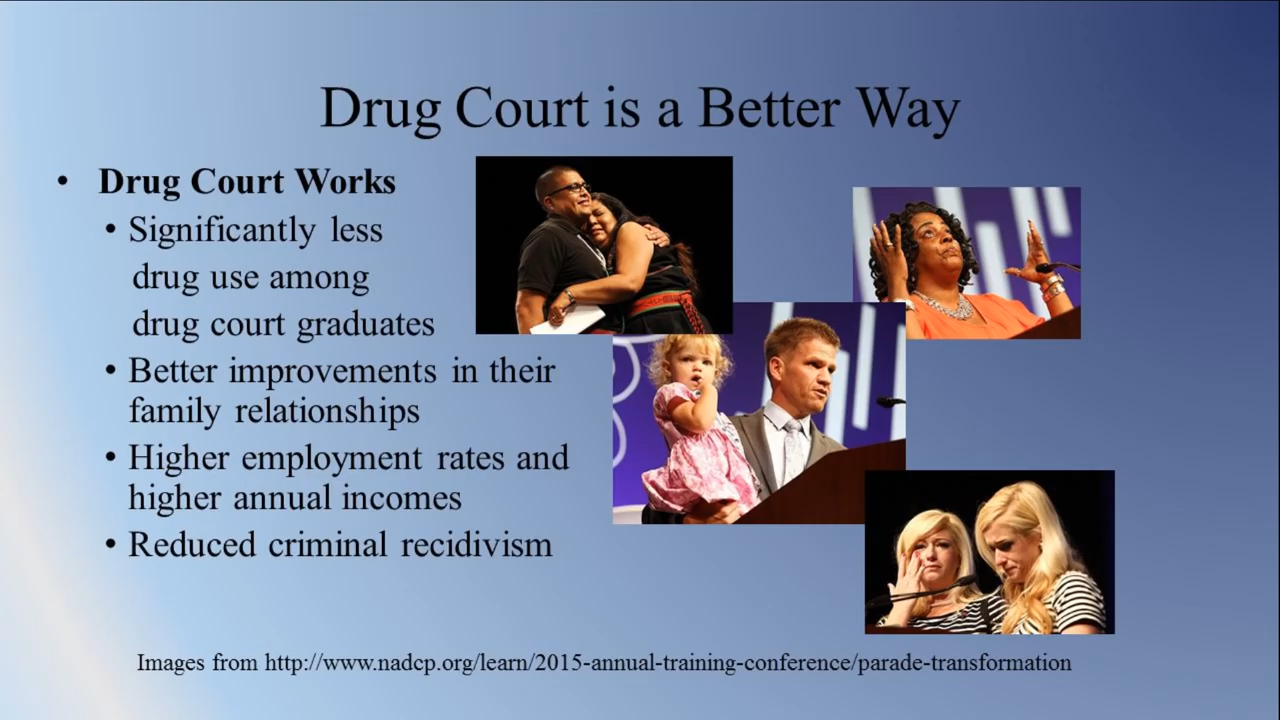 Drug Court is a Better Way
• Drug Court Works
• Significantly less
drug use among
drug court graduates
• Better improvements in their
family relationships
• Higher employment rates and
higher annual incomes
• Reduced criminal recidivism
Images from http://www.nadcp.org/learn/2015-annual-training-conference/parade-transformation